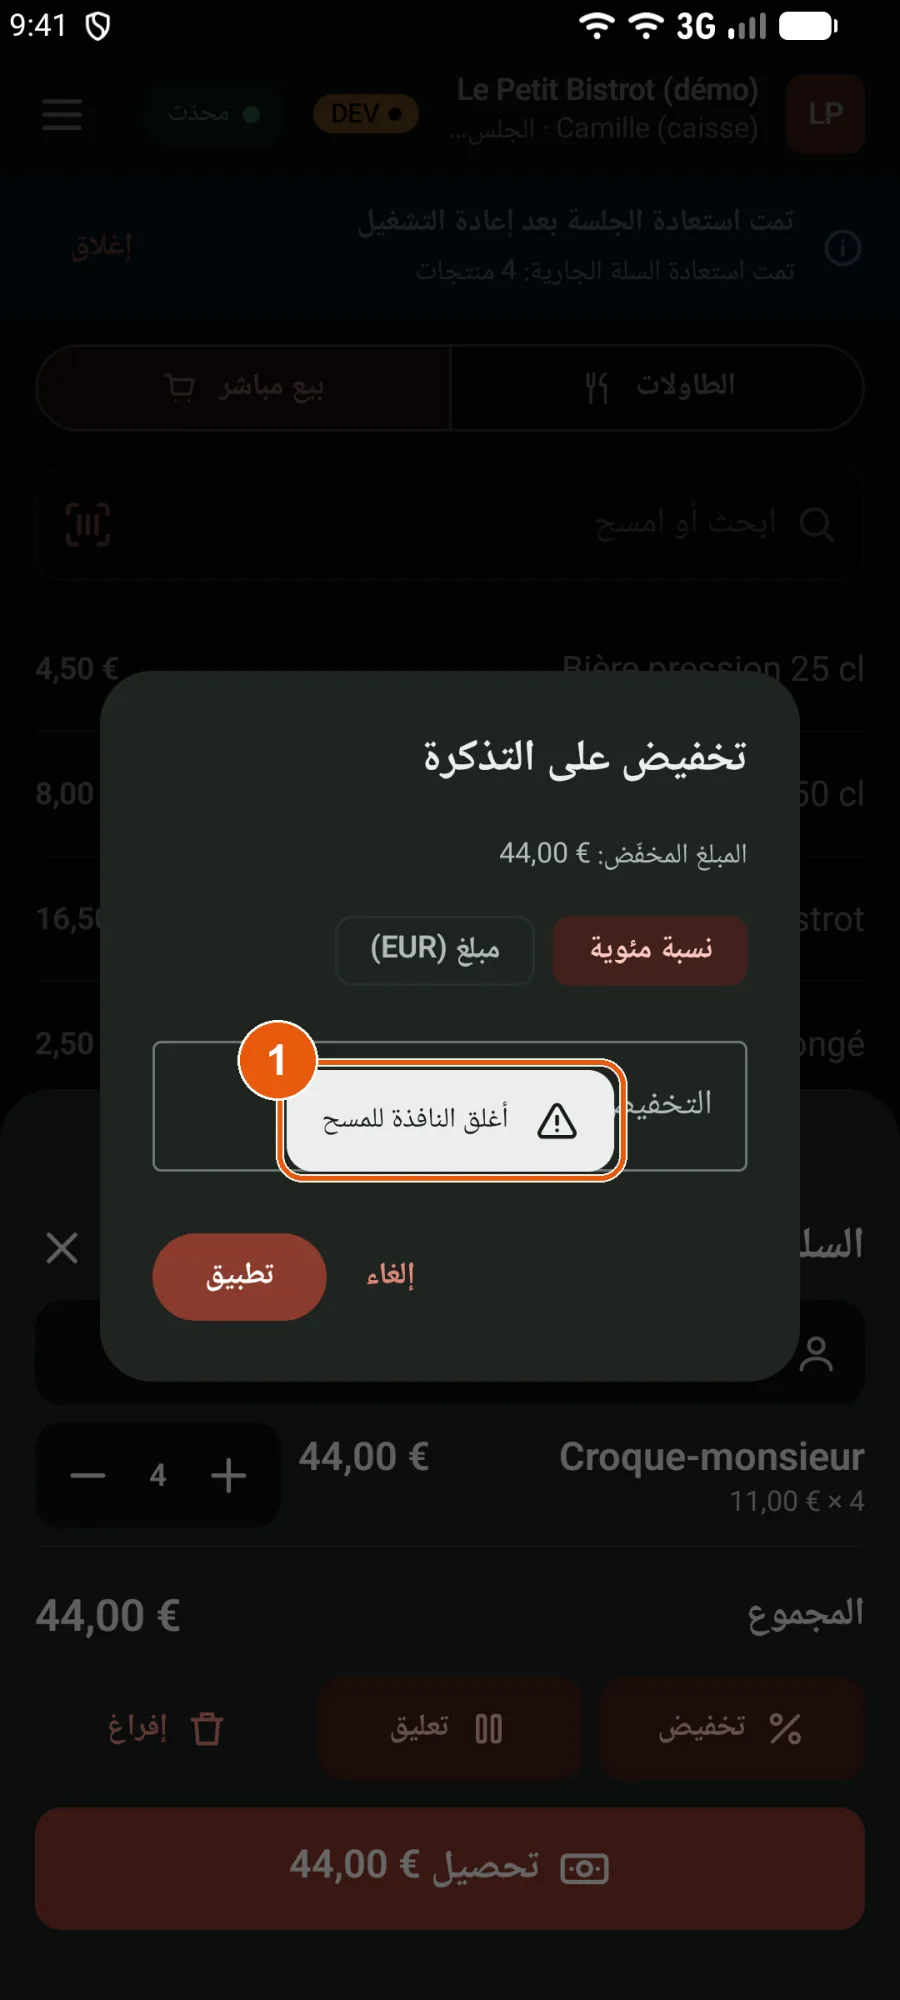 9:41
3G
LP
Le Petit Bistrot (démo)
Camille (caisse) · الجلس...
DEV
محدّث
تمت استعادة الجلسة بعد إعادة التشغيل
تمت استعادة السلة الجارية: 4 منتجات
إغلاق
الطاولات
بيع مباشر
ابحث أو امسح
Bière pression 25 cl
4,50 €
50 cl
8,00
strot
16,50
ongé
2,50
تخفيض على التذكرة
المبلغ المخفّض: 44,00 €
نسبة مئوية
مبلغ (EUR)
1
التخفيض
أغلق النافذة للمسح
إلغاء
تطبيق
السل
Croque-monsieur
44,00 €
4
11,00 € × 4
المجموع
44,00 €
تخفيض
تعليق
إفراغ
تحصيل 44,00 €